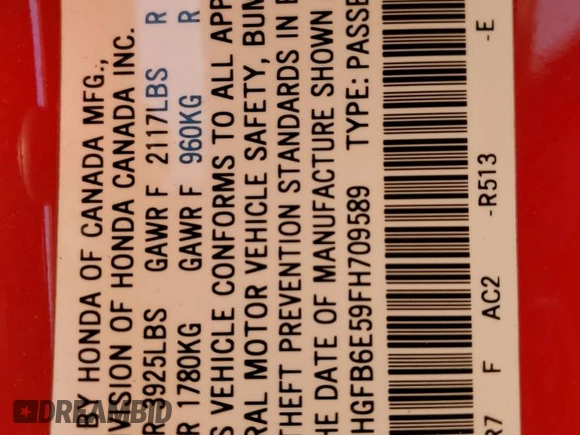 BY HONDA OF CANADA MFG.,
VISION OF HONDA CANADA INC.
3925LBS GAWR F 2117LBS R
1780KG GAWR F 960KG R
S VEHICLE CONFORMS TO ALL APP
RAL MOTOR VEHICLE SAFETY, BUM
THEFT PREVENTION STANDARDS IN
HE DATE OF MANUFACTURE SHOWN
HGFB6E59FH709589 TYPE: PASSE
R7 F AC2 -R513 -E
DREAMBID